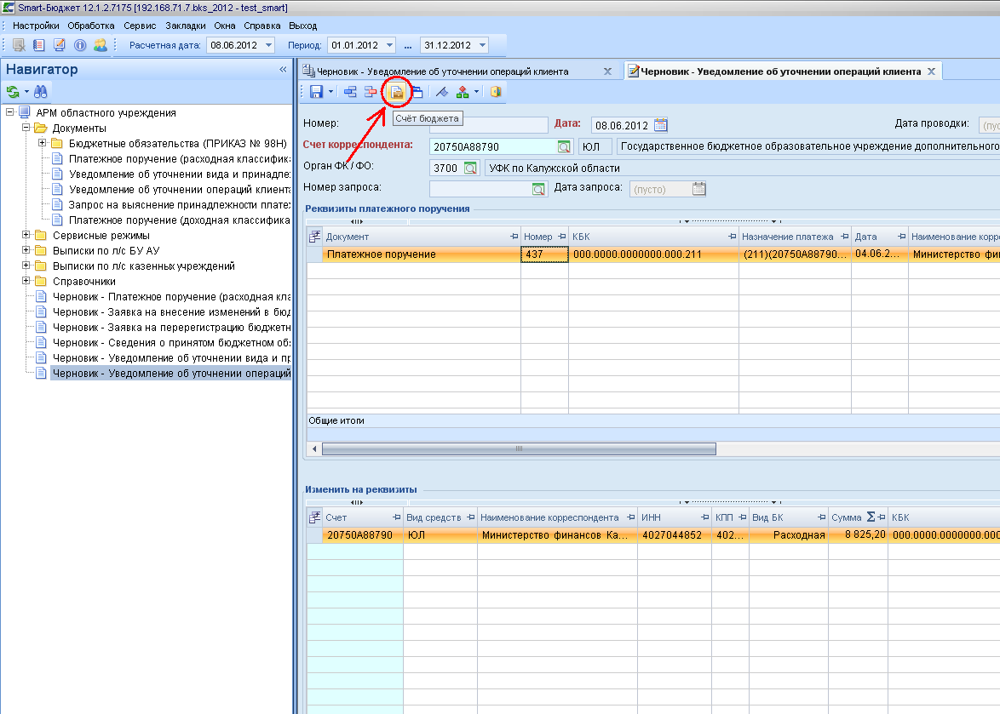 Smart-Бюджет 12.1.2.7175 [192.168.71.7.bks_2012 - test_smart]
Настройки Обработка Сервис Закладки Окна Справка Выход
Расчетная дата: 08.06.2012 Период: 01.01.2012 ... 31.12.2012
Навигатор «
АРМ областного учреждения
Документы
Бюджетные обязательства (ПРИКАЗ № 98Н)
Платежное поручение (расходная классифика
Уведомление об уточнении вида и принадле
Уведомление об уточнении операций клиент
Запрос на выяснение принадлежности плате
Платежное поручение (доходная классифика
Сервисные режимы
Выписки по л/с БУ АУ
Выписки по л/с казенных учреждений
Справочники
Черновик - Платежное поручение (расходная кла
Черновик - Заявка на внесение изменений в бюд
Черновик - Заявка на перерегистрацию бюджетн
Черновик - Сведения о принятом бюджетном об
Черновик - Уведомление об уточнении вида и пр
Черновик - Уведомление об уточнении операций
Черновик - Уведомление об уточнении операций клиента X
Черновик - Уведомление об уточнении операций клиента X
Счёт бюджета
Номер: Дата: 08.06.2012 Дата проводки: (пус
Счет корреспондента: 20750А88790 ЮЛ Государственное бюджетное образовательное учреждение дополнительного
Орган ФК / ФО: 3700 УФК по Калужской области
Номер запроса: Дата запроса: (пусто)
Реквизиты платежного поручения
Документ Номер КБК Назначение платежа Дата Наименование корре
Платежное поручение 437 000.0000.0000000.000.211 (211)(20750А88790... 04.06.2... Министерство фин
Общие итоги
Изменить на реквизиты
Счет Вид средств Наименование корреспондента ИНН КПП Вид БК Сумма Σ КБК
20750А88790 ЮЛ Министерство финансов Ка... 4027044852 402... Расходная 8 825,20 000.0000.0000000.000